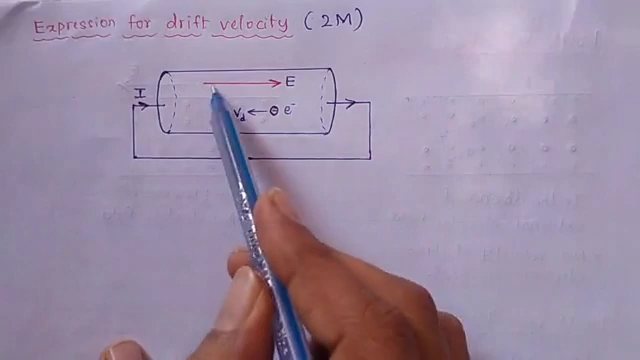 Expression for drift velocity (2M)
E
I
Vd ← ⊖ e⁻